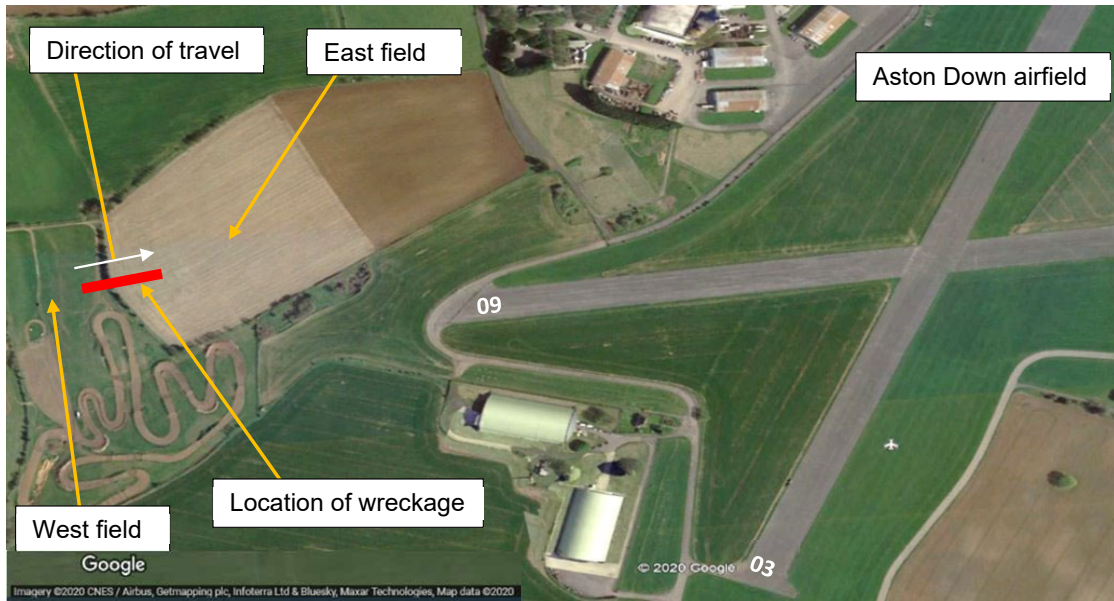 Direction of travel
East field
Aston Down airfield
09
Location of wreckage
West field
03
Google
© 2020 Google
Imagery ©2020 CNES / Airbus, Getmapping plc, Infoterra Ltd & Bluesky, Maxar Technologies, Map data ©2020